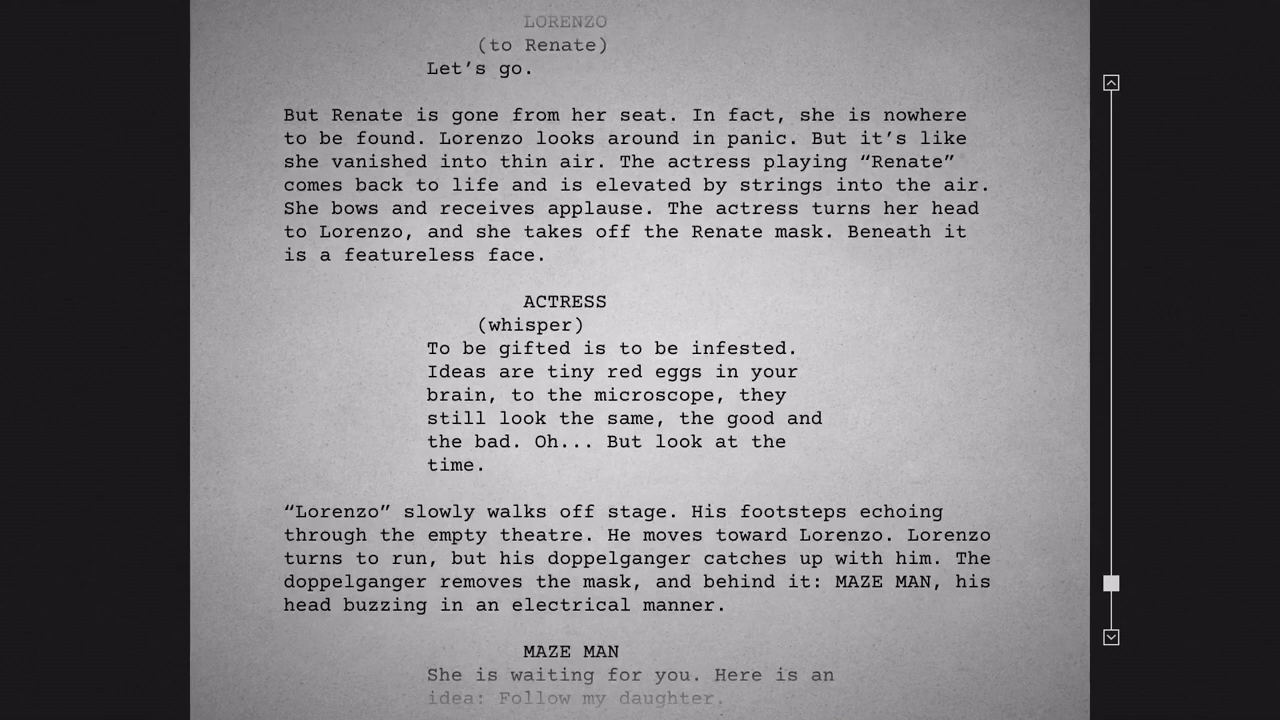 LORENZO
(to Renate)
Let’s go.
But Renate is gone from her seat. In fact, she is nowhere
to be found. Lorenzo looks around in panic. But it’s like
she vanished into thin air. The actress playing “Renate”
comes back to life and is elevated by strings into the air.
She bows and receives applause. The actress turns her head
to Lorenzo, and she takes off the Renate mask. Beneath it
is a featureless face.
ACTRESS
(whisper)
To be gifted is to be infested.
Ideas are tiny red eggs in your
brain, to the microscope, they
still look the same, the good and
the bad. Oh... But look at the
time.
“Lorenzo” slowly walks off stage. His footsteps echoing
through the empty theatre. He moves toward Lorenzo. Lorenzo
turns to run, but his doppelganger catches up with him. The
doppelganger removes the mask, and behind it: MAZE MAN, his
head buzzing in an electrical manner.
MAZE MAN
She is waiting for you. Here is an
idea: Follow my daughter.